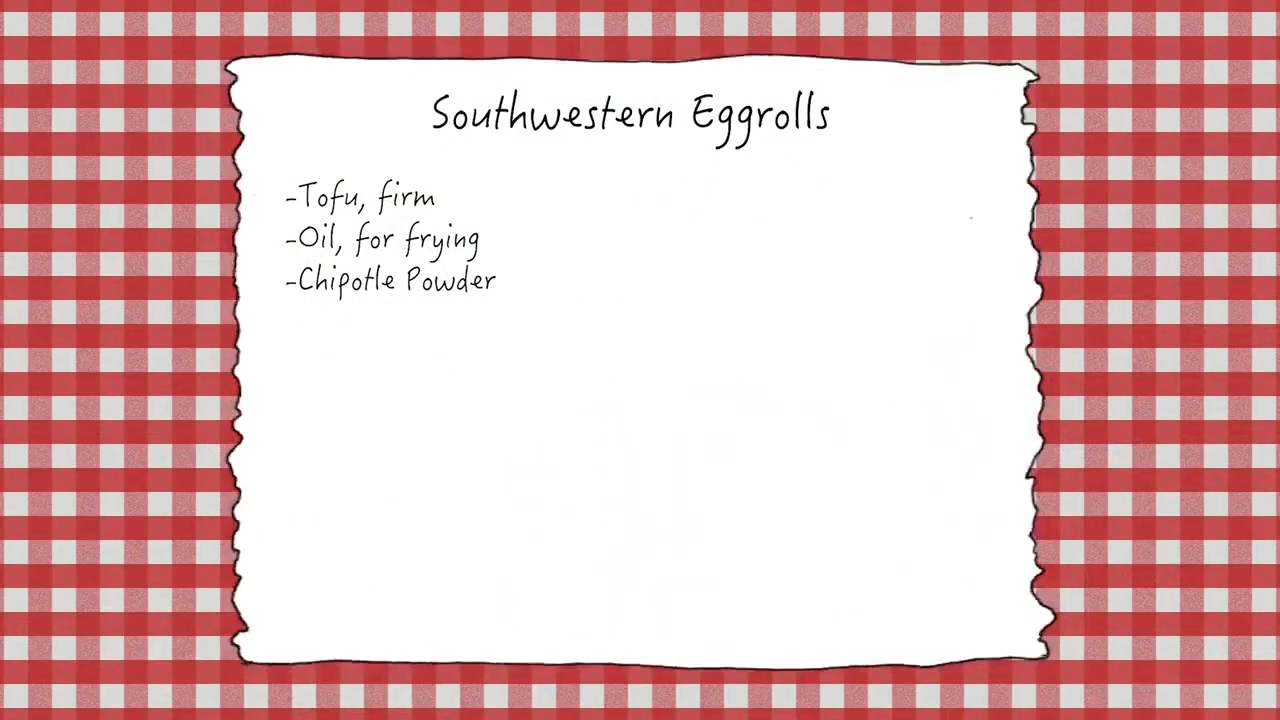 Southwestern Eggrolls
-Tofu, firm
-Oil, for frying
-Chipotle Powder